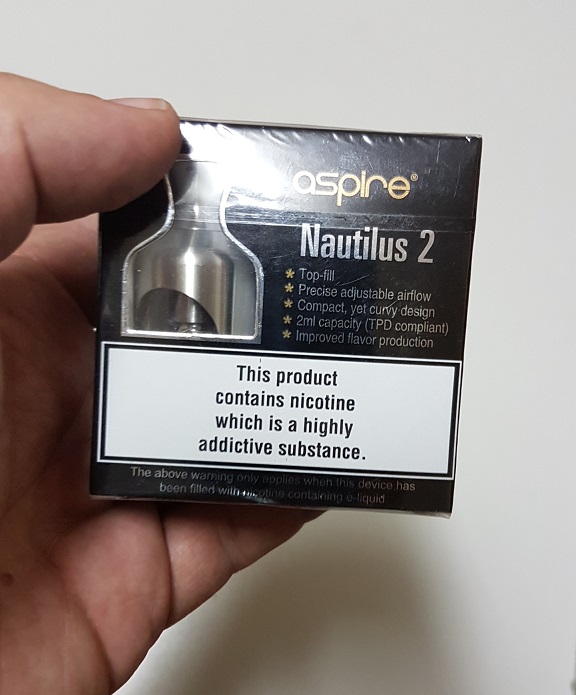 aspire®
Nautilus 2
* Top-fill
* Precise adjustable airflow
* Compact, yet curvy design
* 2ml capacity (TPD compliant)
* Improved flavor production
This product
contains nicotine
which is a highly
addictive substance.
The above warning only applies when this device has
been filled with nicotine containing e-liquid